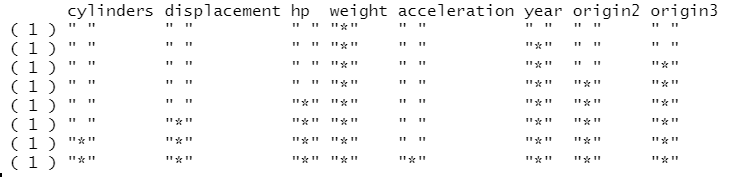 cylinders displacement hp weight acceleration year origin2 origin3
( 1 ) " " " " " " "*" " " " " " " " "
( 1 ) " " " " " " "*" " " "*" " " " "
( 1 ) " " " " " " "*" " " "*" " " "*"
( 1 ) " " " " " " "*" " " "*" "*" "*"
( 1 ) " " " " "*" "*" " " "*" "*" "*"
( 1 ) " " "*" "*" "*" " " "*" "*" "*"
( 1 ) "*" "*" "*" "*" " " "*" "*" "*"
( 1 ) "*" "*" "*" "*" "*" "*" "*" "*"